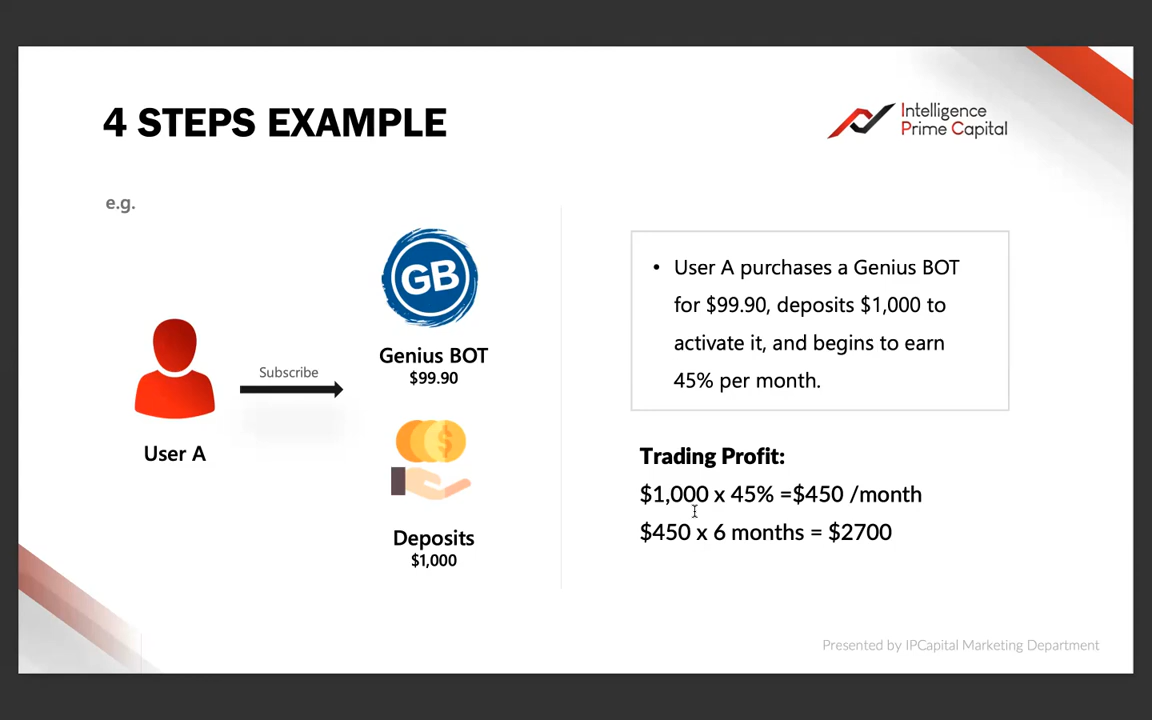 4 STEPS EXAMPLE
Intelligence
Prime Capital
e.g.
GB
Genius BOT
$99.90
Subscribe
User A
Deposits
$1,000
• User A purchases a Genius BOT
for $99.90, deposits $1,000 to
activate it, and begins to earn
45% per month.
Trading Profit:
$1,000 x 45% =$450 /month
$450 x 6 months = $2700
Presented by IPCapital Marketing Department